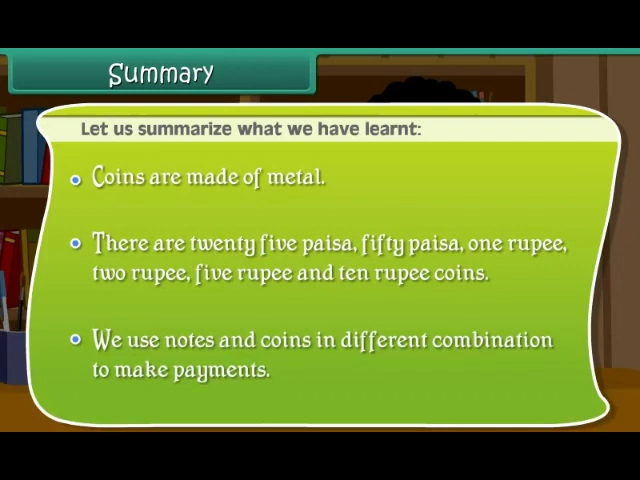 Summary
Let us summarize what we have learnt:
Coins are made of metal.
There are twenty five paisa, fifty paisa, one rupee,
two rupee, five rupee and ten rupee coins.
We use notes and coins in different combination
to make payments.